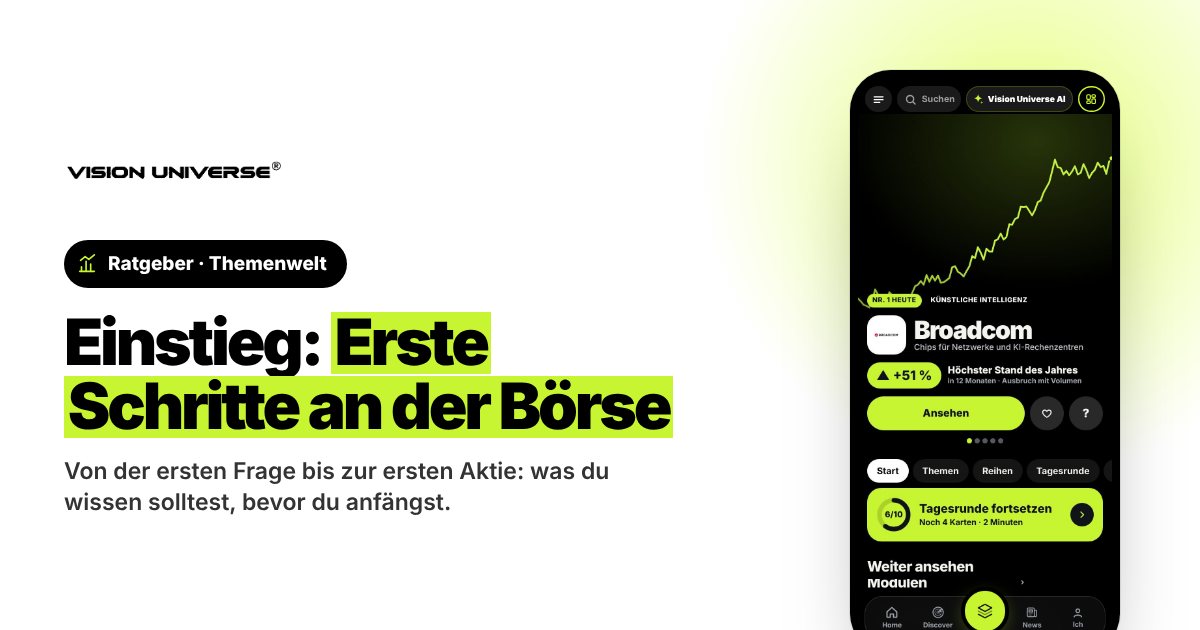 VISION UNIVERSE®
Ratgeber · Themenwelt
Einstieg: Erste
Schritte an der Börse
Von der ersten Frage bis zur ersten Aktie: was du
wissen solltest, bevor du anfängst.
Suchen
Vision Universe AI
NR. 1 HEUTE
KÜNSTLICHE INTELLIGENZ
BROADCOM
Broadcom
Chips für Netzwerke und KI-Rechenzentren
▲ +51 %
Höchster Stand des Jahres
In 12 Monaten · Ausbruch mit Volumen
Ansehen
?
Start
Themen
Reihen
Tagesrunde
6/10
Tagesrunde fortsetzen
Noch 4 Karten · 2 Minuten
Weiter ansehen
Modulen
Home
Discover
News
Ich